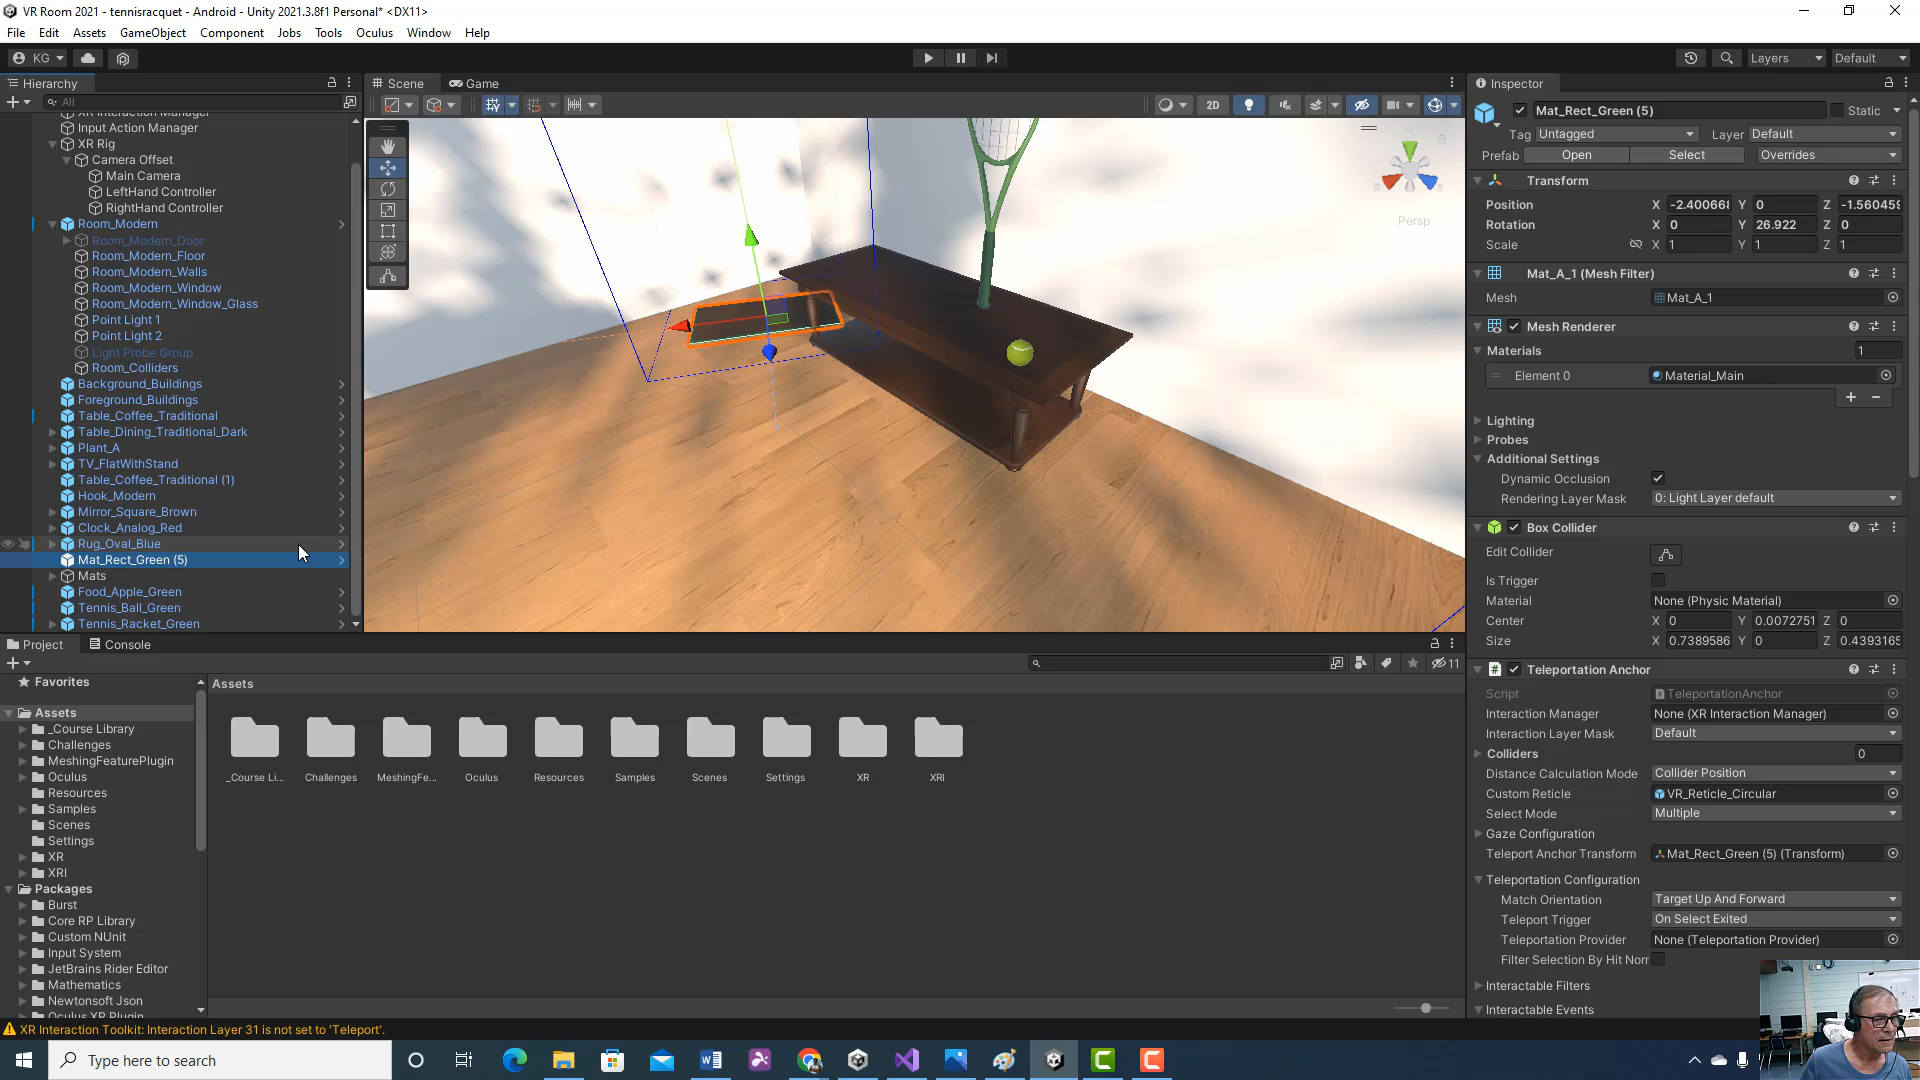 VR Room 2021 - tennisracquet - Android - Unity 2021.3.8f1 Personal* <DX11>
File Edit Assets GameObject Component Jobs Tools Oculus Window Help
KG Layers Default
Hierarchy
All
XR Interaction Manager
Input Action Manager
XR Rig
Camera Offset
Main Camera
LeftHand Controller
RightHand Controller
Room_Modern
Room_Modern_Door
Room_Modern_Floor
Room_Modern_Walls
Room_Modern_Window
Room_Modern_Window_Glass
Point Light 1
Point Light 2
Light Probe Group
Room_Colliders
Background_Buildings
Foreground_Buildings
Table_Coffee_Traditional
Table_Dining_Traditional_Dark
Plant_A
TV_FlatWithStand
Table_Coffee_Traditional (1)
Hook_Modern
Mirror_Square_Brown
Clock_Analog_Red
Rug_Oval_Blue
Mat_Rect_Green (5)
Mats
Food_Apple_Green
Tennis_Ball_Green
Tennis_Racket_Green
Scene Game
2D
Persp
Inspector
Mat_Rect_Green (5) Static
Tag Untagged Layer Default
Prefab Open Select Overrides
Transform
Position X -2.400668 Y 0 Z -1.560459
Rotation X 0 Y 26.922 Z 0
Scale X 1 Y 1 Z 1
Mat_A_1 (Mesh Filter)
Mesh Mat_A_1
Mesh Renderer
Materials 1
Element 0 Material_Main
Lighting
Probes
Additional Settings
Dynamic Occlusion
Rendering Layer Mask 0: Light Layer default
Box Collider
Edit Collider
Is Trigger
Material None (Physic Material)
Center X 0 Y 0.0072751 Z 0
Size X 0.7389586 Y 0 Z 0.4393165
Teleportation Anchor
Script TeleportationAnchor
Interaction Manager None (XR Interaction Manager)
Interaction Layer Mask Default
Colliders 0
Distance Calculation Mode Collider Position
Custom Reticle VR_Reticle_Circular
Select Mode Multiple
Gaze Configuration
Teleport Anchor Transform Mat_Rect_Green (5) (Transform)
Teleportation Configuration
Match Orientation Target Up And Forward
Teleport Trigger On Select Exited
Teleportation Provider None (Teleportation Provider)
Filter Selection By Hit Norr
Interactable Filters
Interactable Events
Project Console
11
Favorites
Assets
_Course Library
Challenges
MeshingFeaturePlugin
Oculus
Resources
Samples
Scenes
Settings
XR
XRI
Packages
Burst
Core RP Library
Custom NUnit
Input System
JetBrains Rider Editor
Mathematics
Newtonsoft Json
Oculus XR Plugin
Assets
_Course Li... Challenges MeshingFe... Oculus Resources Samples Scenes Settings XR XRI
XR Interaction Toolkit: Interaction Layer 31 is not set to 'Teleport'.
Type here to search